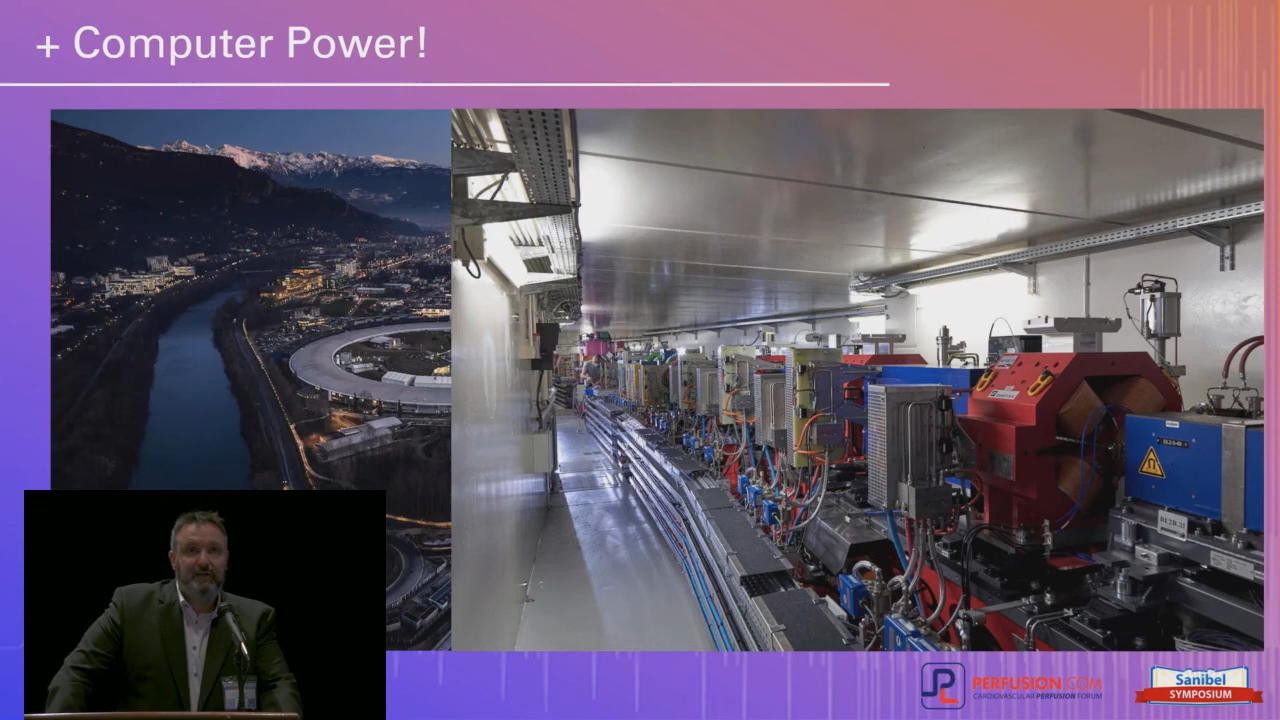 + Computer Power!
PERFUSION.COM
CARDIOVASCULAR PERFUSION FORUM
Sanibel
SYMPOSIUM